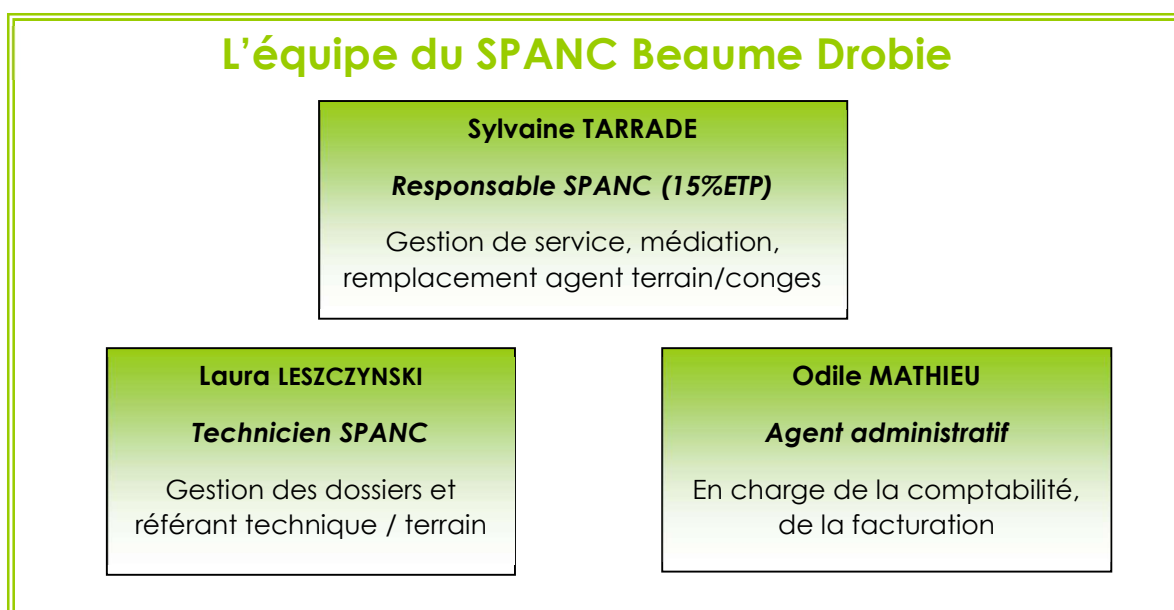 L'équipe du SPANC Beaume Drobie
Sylvaine TARRADE
Responsable SPANC (15%ETP)
Gestion de service, médiation,
remplacement agent terrain/conges
Laura LESZCZYNSKI
Technicien SPANC
Gestion des dossiers et
référant technique / terrain
Odile MATHIEU
Agent administratif
En charge de la comptabilité,
de la facturation